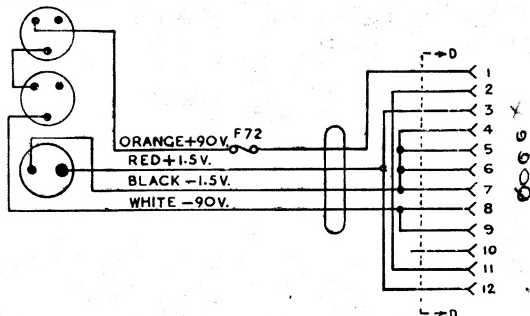 D
1
2
3
4
ORANGE+90V. F72
5
RED+1.5V.
6
BLACK-1.5V.
7
WHITE-90V.
8
9
10
11
12
D